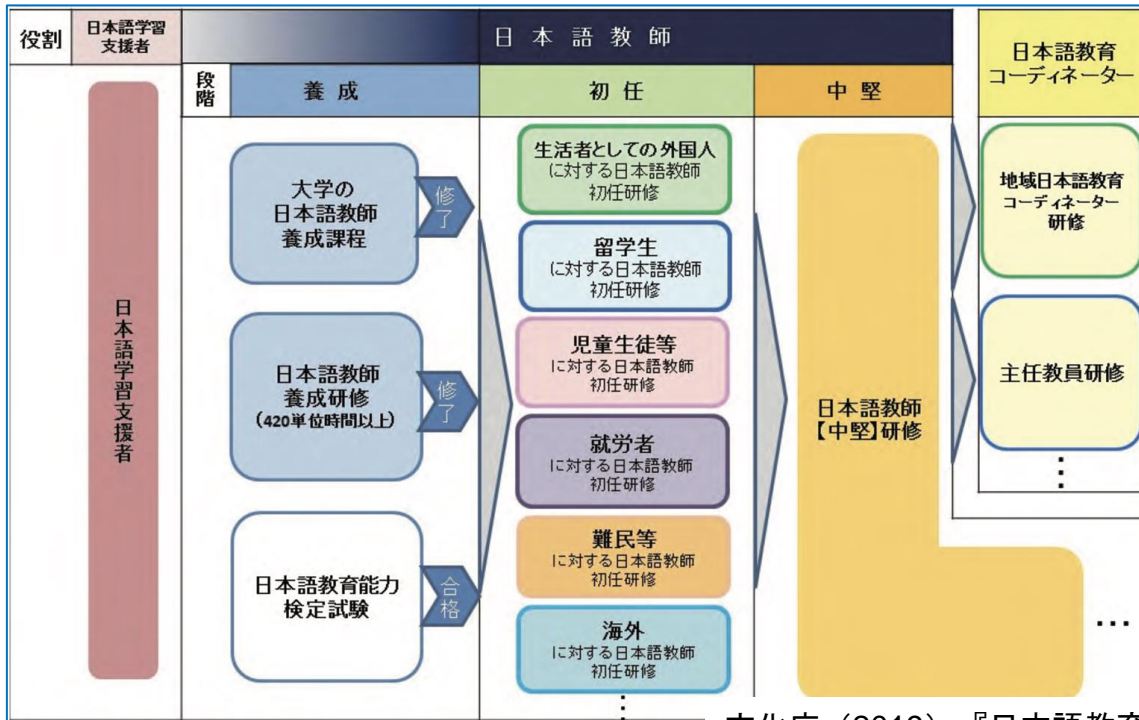 役割
日本語学習
支援者
日本語教師
日本語教育
コーディネーター
段階
養成
初任
中堅
日本語学習支援者
大学の
日本語教師
養成課程
修了
日本語教師
養成研修
(420単位時間以上)
修了
日本語教育能力
検定試験
合格
生活者としての外国人
に対する日本語教師
初任研修
留学生
に対する日本語教師
初任研修
児童生徒等
に対する日本語教師
初任研修
就労者
に対する日本語教師
初任研修
難民等
に対する日本語教師
初任研修
海外
に対する日本語教師
初任研修
⋮
日本語教師
【中堅】研修
…
地域日本語教育
コーディネーター
研修
主任教員研修
⋮